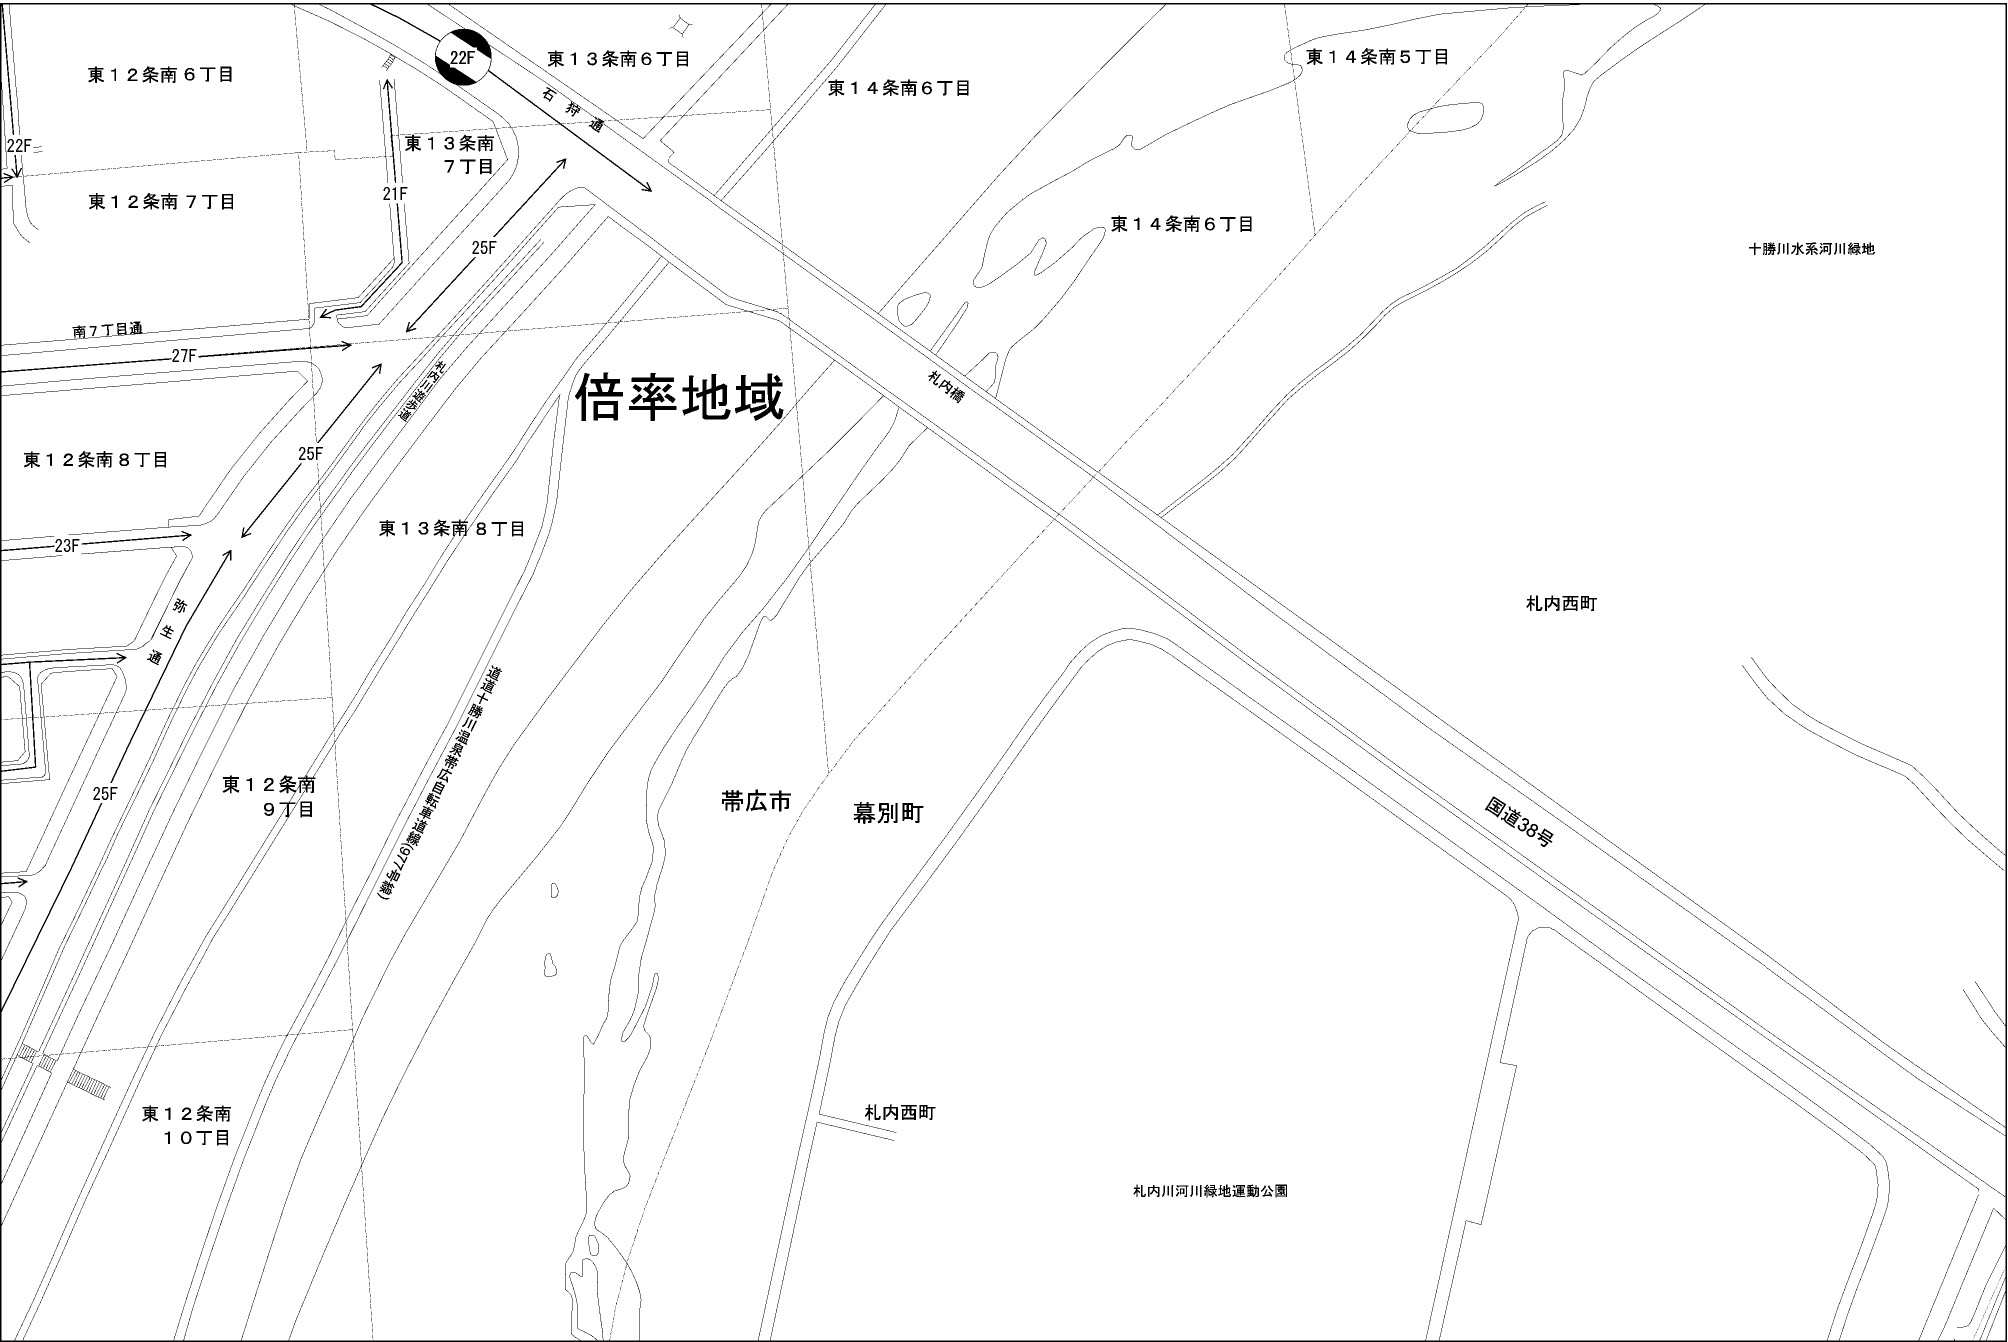 東１２条南６丁目
22F
石狩通
東１３条南６丁目
東１４条南６丁目
東１４条南５丁目
22F
東１３条南
７丁目
21F
東１２条南７丁目
25F
東１４条南６丁目
十勝川水系河川緑地
南７丁目通
27F
札内川遊歩道
倍率地域
札内橋
東１２条南８丁目
25F
東１３条南８丁目
23F
弥生通
札内西町
道道十勝川温泉帯広自転車道線(977号線)
25F
東１２条南
９丁目
帯広市
幕別町
国道38号
東１２条南
１０丁目
札内西町
札内川河川緑地運動公園